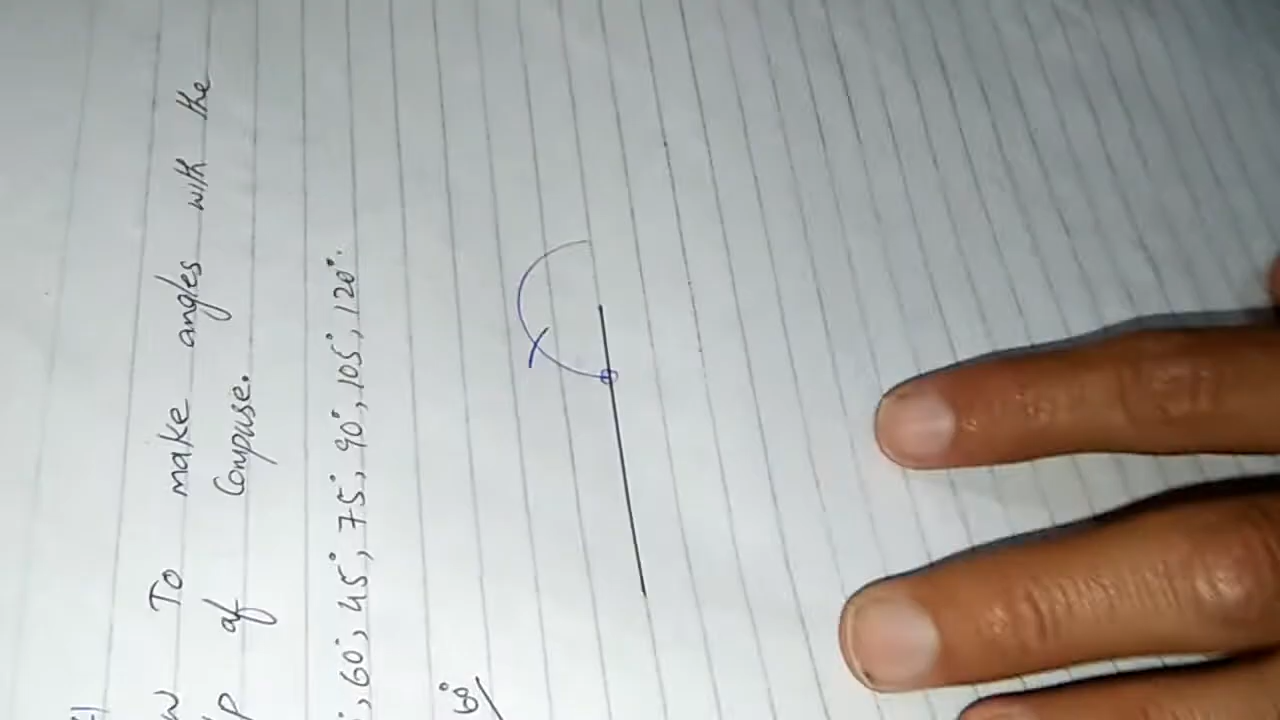 To make angles with the
of Compuse.
60°, 45°, 75°, 90°, 105°, 120°.
60°